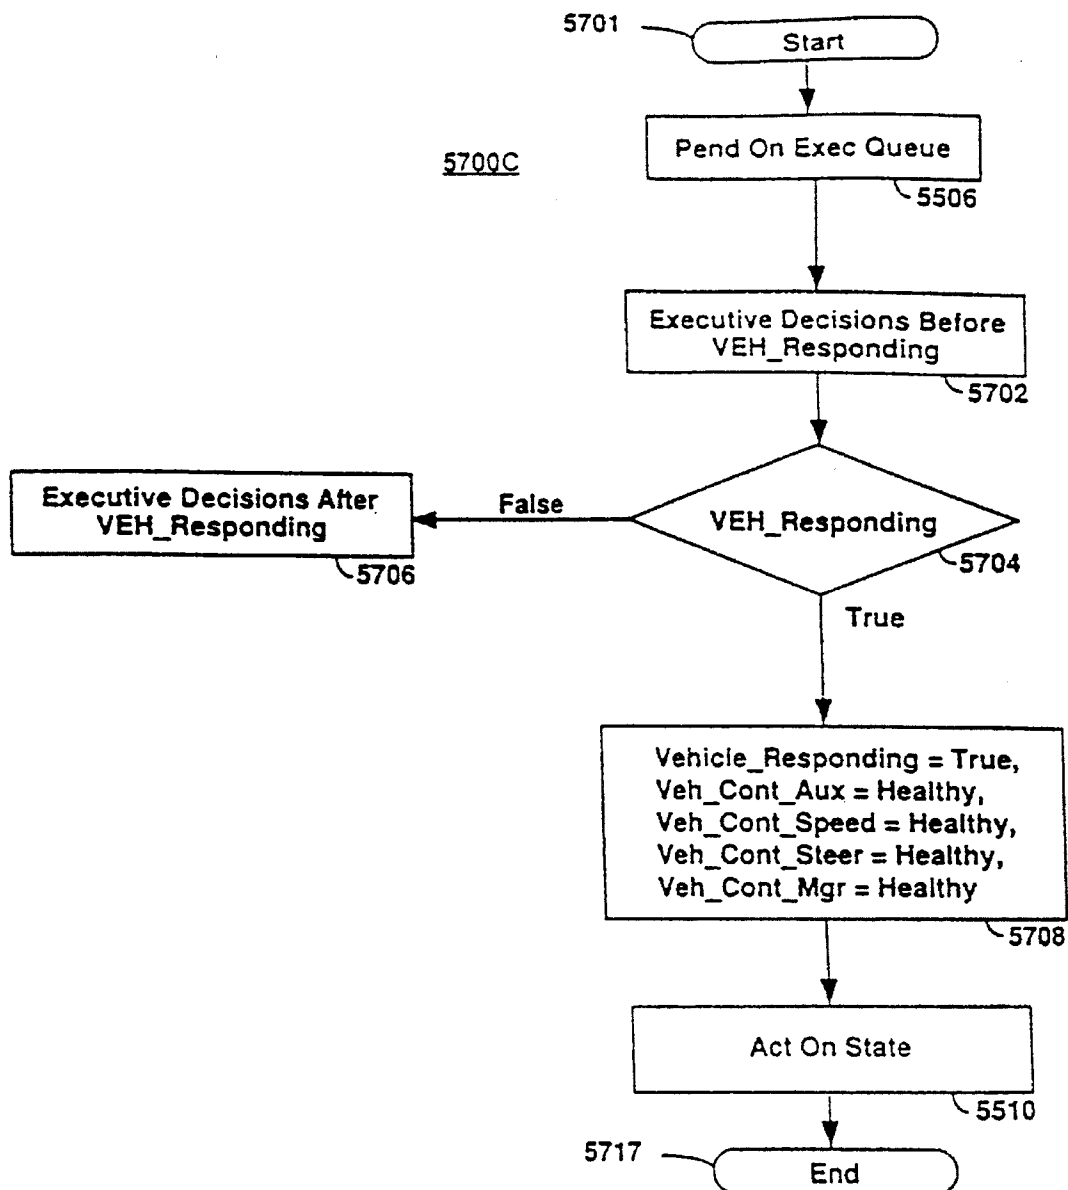 5701
Start
5700C
Pend On Exec Queue
5506
Executive Decisions Before
VEH_Responding
5702
Executive Decisions After
VEH_Responding
5706
False
VEH_Responding
5704
True
Vehicle_Responding = True,
Veh_Cont_Aux = Healthy,
Veh_Cont_Speed = Healthy,
Veh_Cont_Steer = Healthy,
Veh_Cont_Mgr = Healthy
5708
Act On State
5510
5717
End